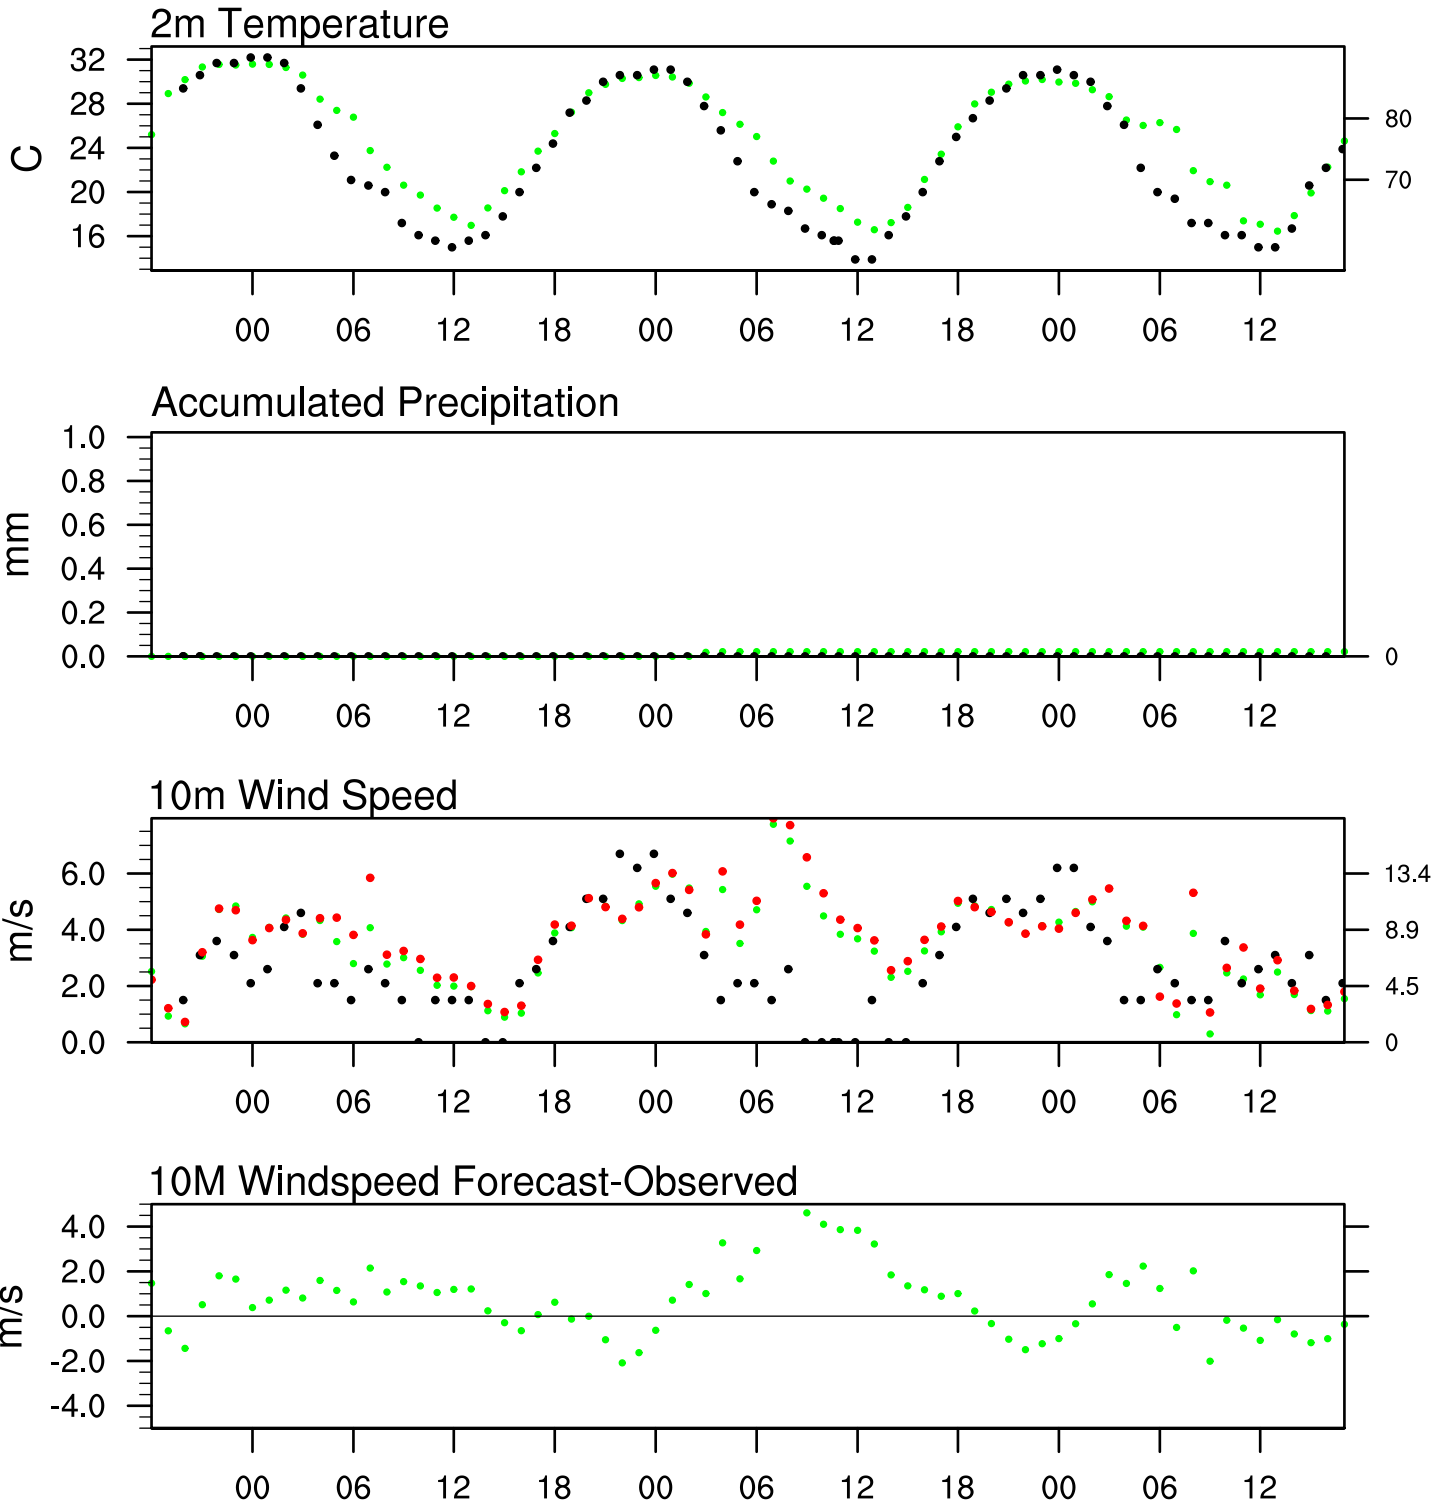 2m Temperature
32
28
24
20
16
C
80
70
00 06 12 18 00 06 12 18 00 06 12
Accumulated Precipitation
1.0
0.8
0.6
0.4
0.2
0.0
mm
0
00 06 12 18 00 06 12 18 00 06 12
10m Wind Speed
6.0
4.0
2.0
0.0
m/s
13.4
8.9
4.5
0
00 06 12 18 00 06 12 18 00 06 12
10M Windspeed Forecast-Observed
4.0
2.0
0.0
-2.0
-4.0
m/s
00 06 12 18 00 06 12 18 00 06 12